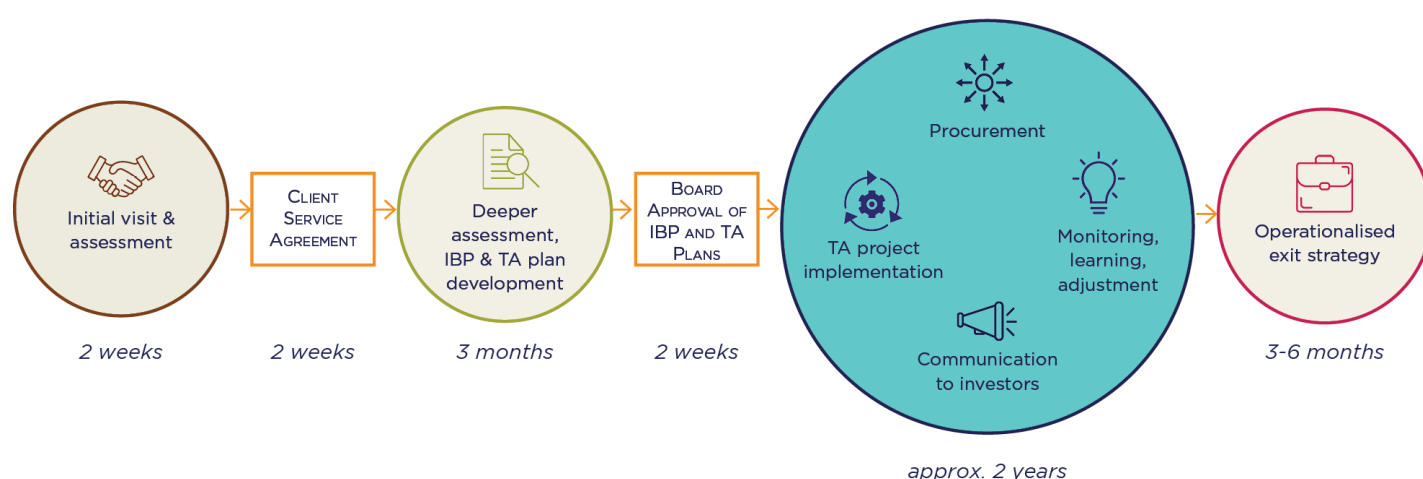 Initial visit &
assessment
2 weeks
CLIENT
SERVICE
AGREEMENT
2 weeks
Deeper
assessment,
IBP & TA plan
development
3 months
BOARD
APPROVAL OF
IBP AND TA
PLANS
2 weeks
Procurement
TA project
implementation
Monitoring,
learning,
adjustment
Communication
to investors
approx. 2 years
Operationalised
exit strategy
3-6 months